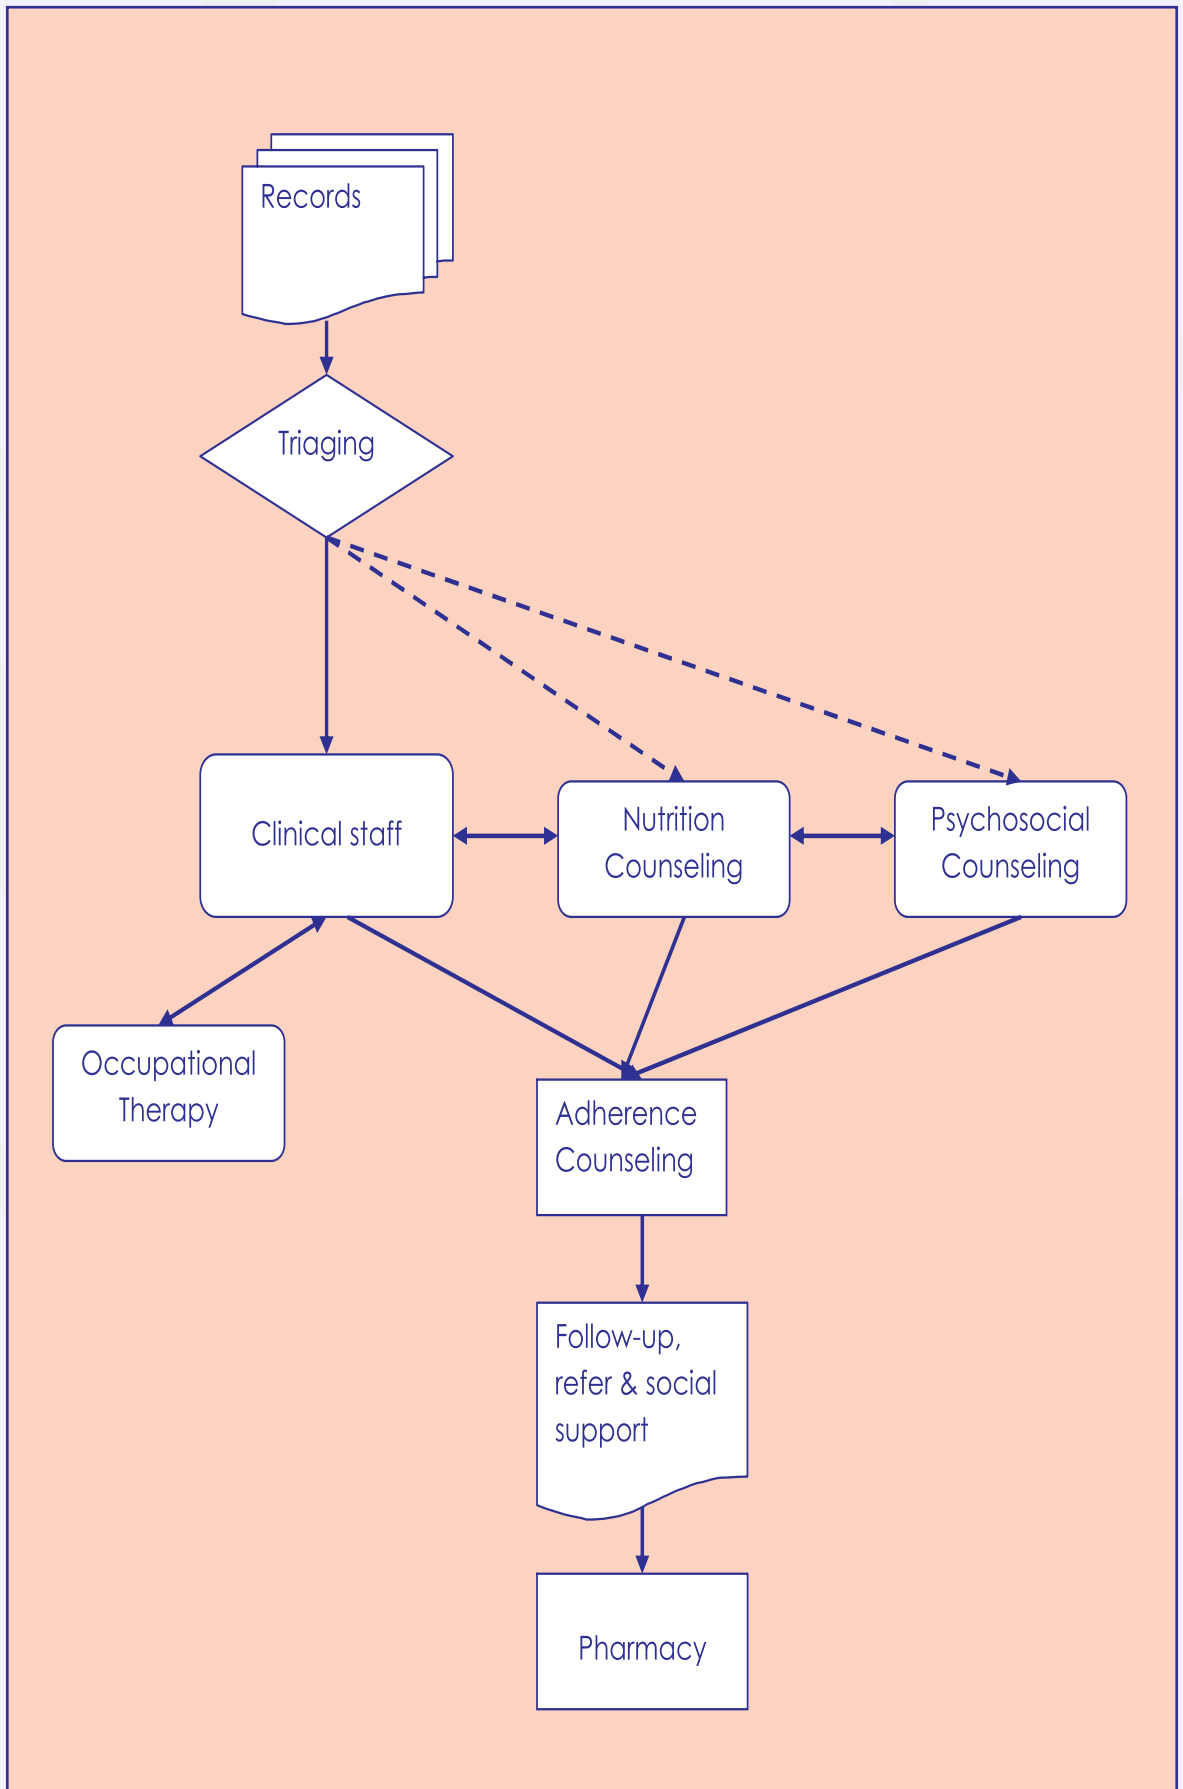 Records
Triaging
Clinical staff
Nutrition
Counseling
Psychosocial
Counseling
Occupational
Therapy
Adherence
Counseling
Follow-up,
refer & social
support
Pharmacy